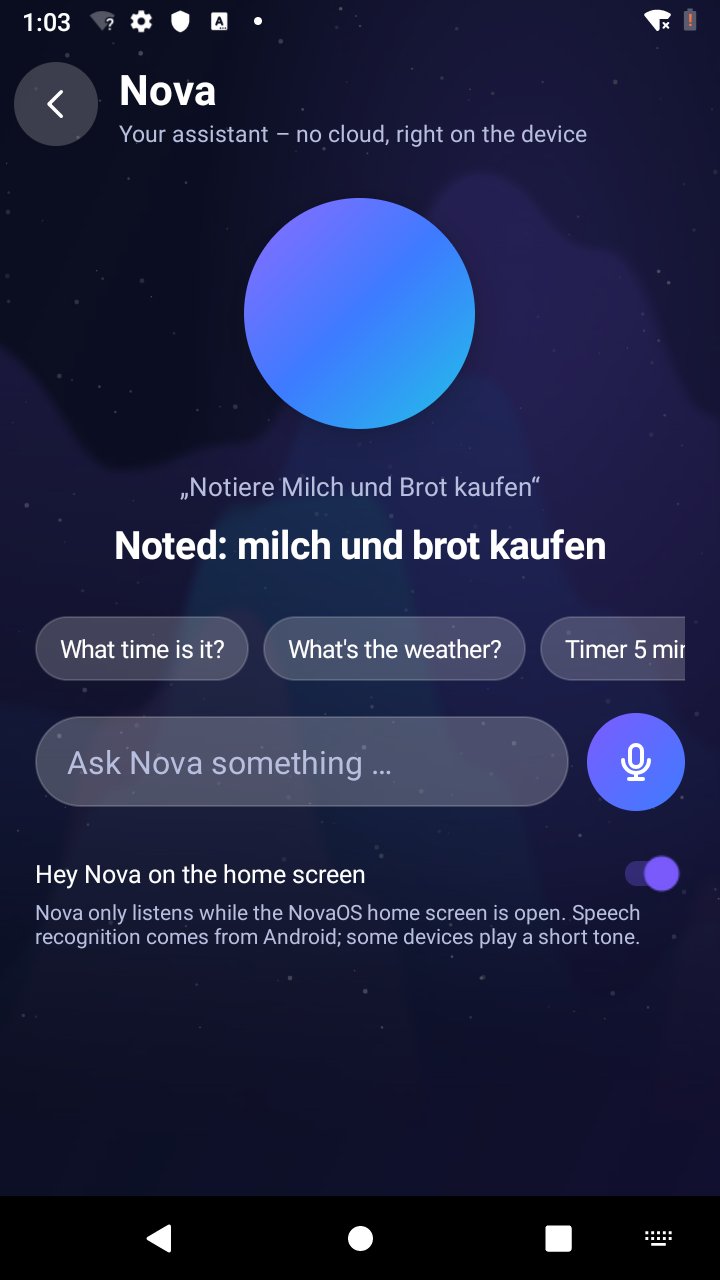 1:03
Nova
Your assistant – no cloud, right on the device
„Notiere Milch und Brot kaufen“
Noted: milch und brot kaufen
What time is it?
What's the weather?
Timer 5 min
Ask Nova something …
Hey Nova on the home screen
Nova only listens while the NovaOS home screen is open. Speech
recognition comes from Android; some devices play a short tone.